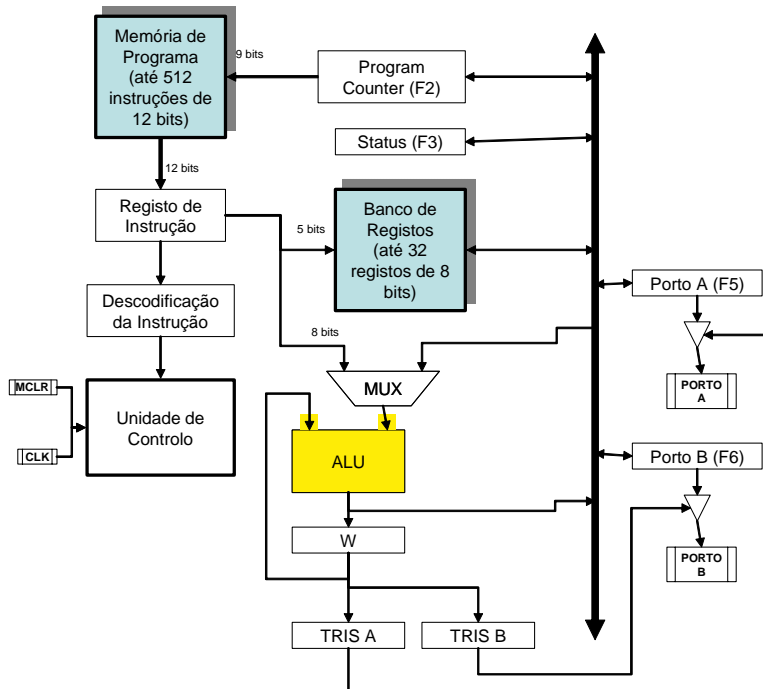 Memória de
Programa
(até 512
instruções de
12 bits)
9 bits
Program
Counter (F2)
Status (F3)
12 bits
Registo de
Instrução
5 bits
Banco de
Registos
(até 32
registos de 8
bits)
Porto A (F5)
Descodificação
da Instrução
8 bits
MUX
PORTO
A
MCLR
CLK
Unidade de
Controlo
ALU
Porto B (F6)
W
PORTO
B
TRIS A
TRIS B